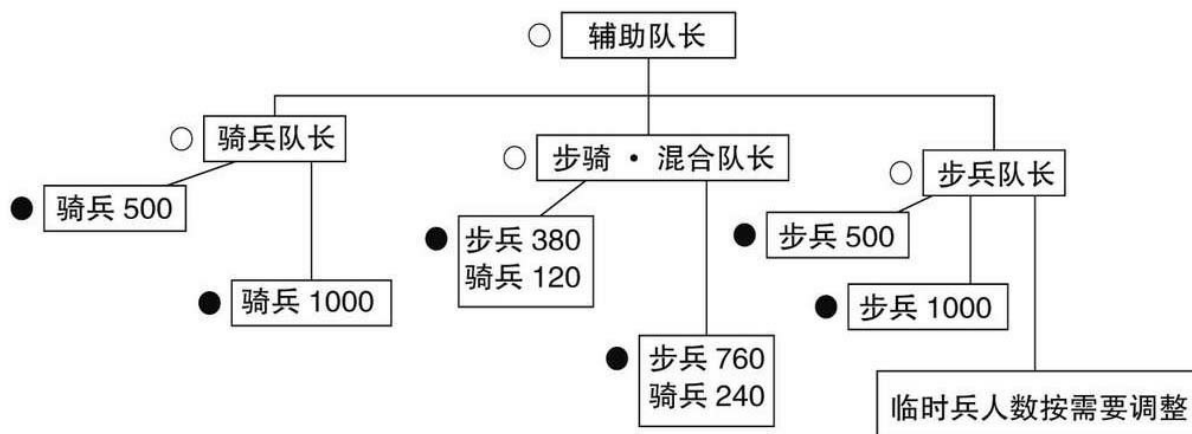 辅助队长
骑兵队长
步骑·混合队长
步兵队长
骑兵 500
步兵 380
骑兵 120
步兵 500
骑兵 1000
步兵 1000
步兵 760
骑兵 240
临时兵人数按需要调整